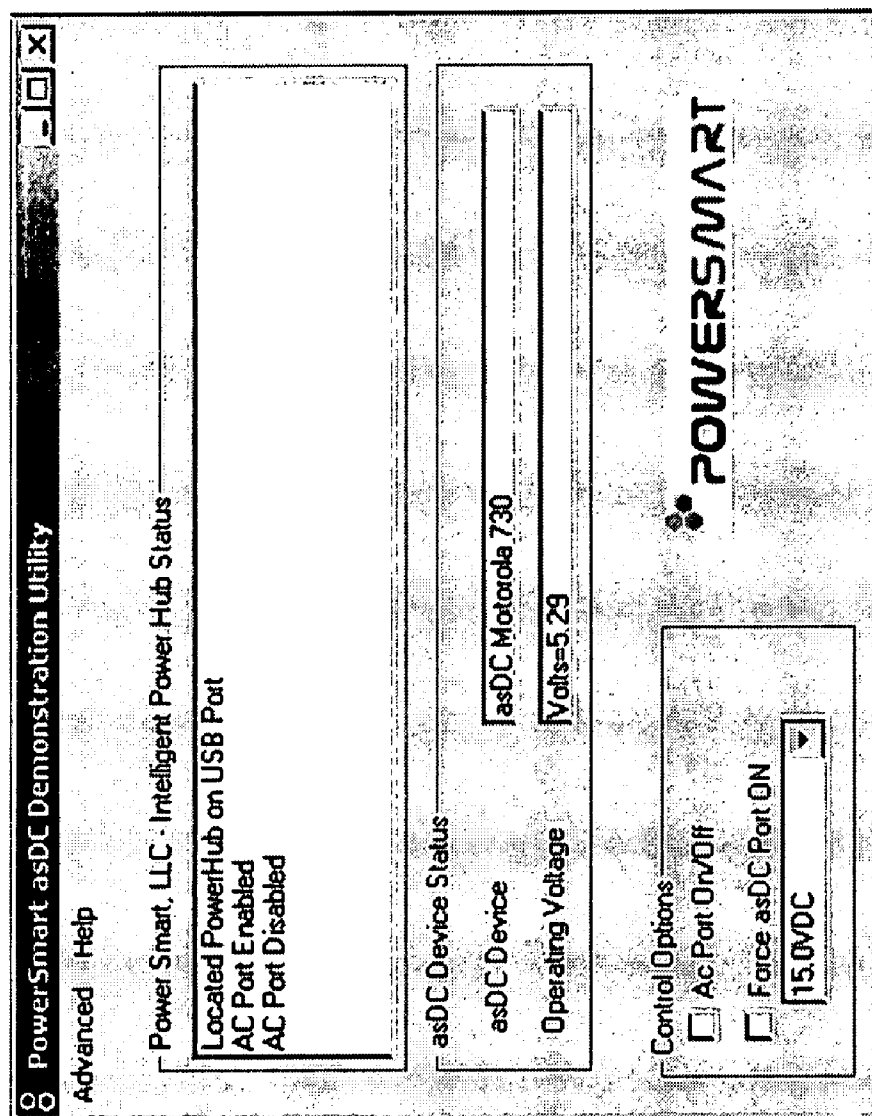 PowerSmart asDC Demonstration Utility
Advanced Help
Power Smart, LLC - Intelligent Power Hub Status
Located PowerHub on USB Port
AC Port Enabled
AC Port Disabled
asDC Device Status
asDC Device
asDC Motorola_730
Operating Voltage
Volts=5.29
Control Options
Ac Port On/Off
Force asDC Port ON
15.0VDC
POWERSMART